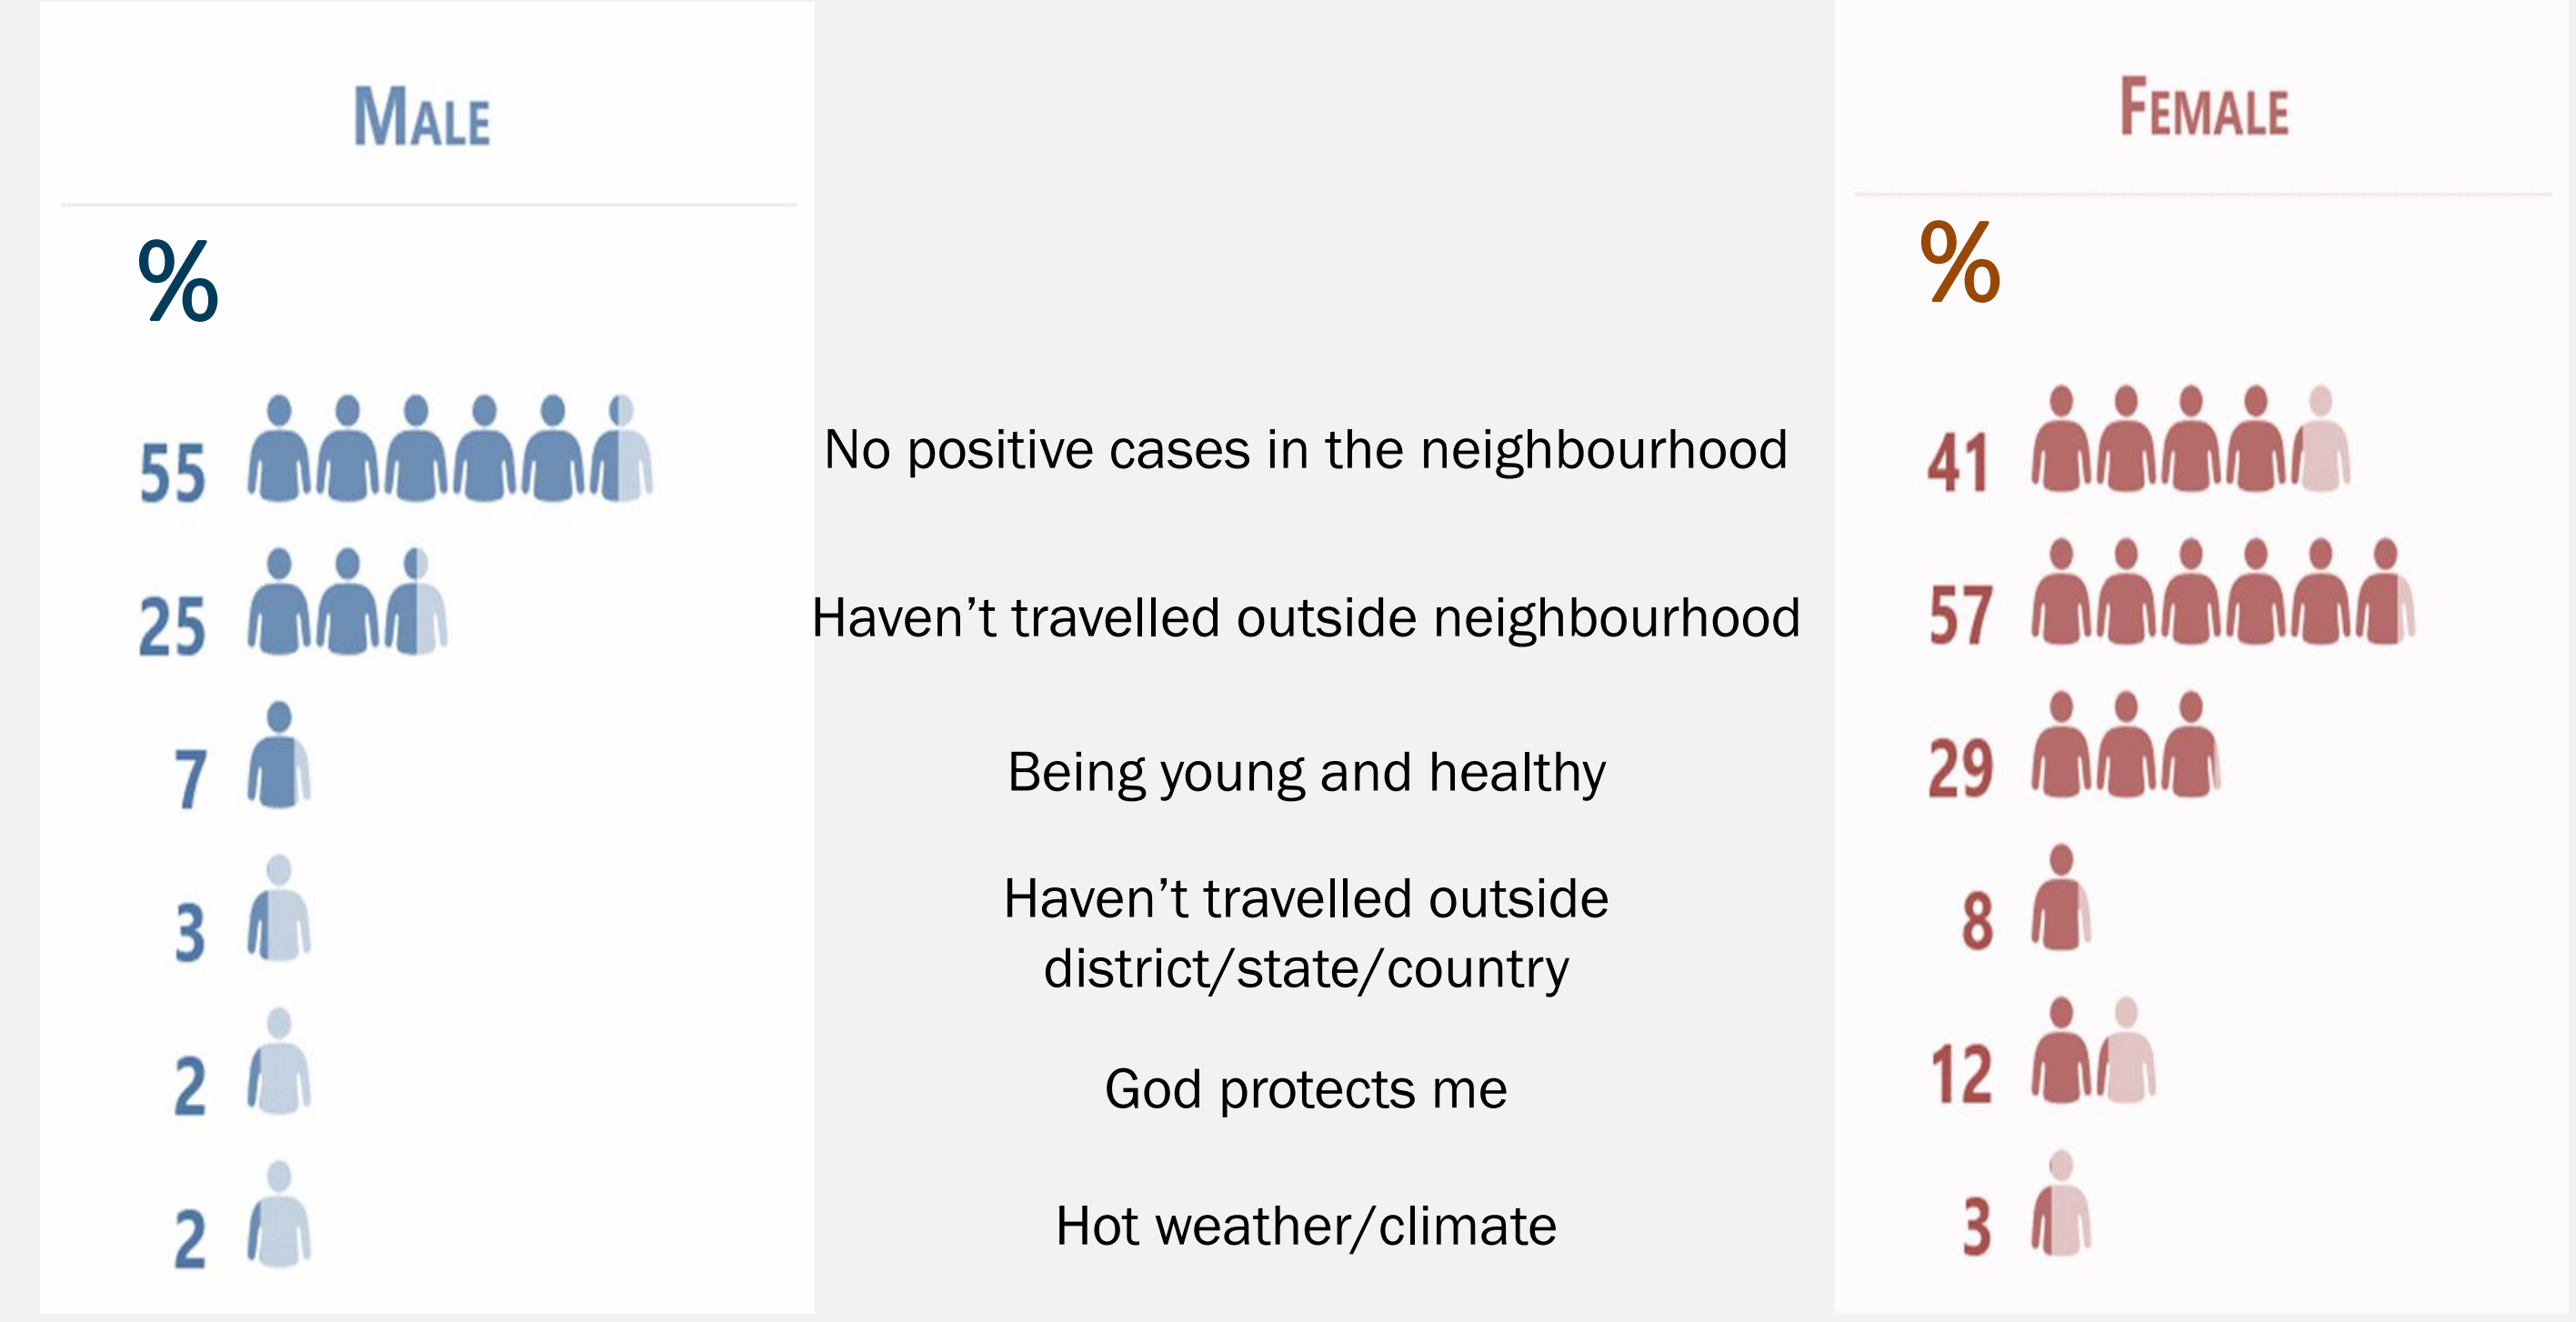 MALE
FEMALE
%
%
55 No positive cases in the neighbourhood 41
25 Haven’t travelled outside neighbourhood 57
7 Being young and healthy 29
3 Haven’t travelled outside
district/state/country 8
2 God protects me 12
2 Hot weather/climate 3